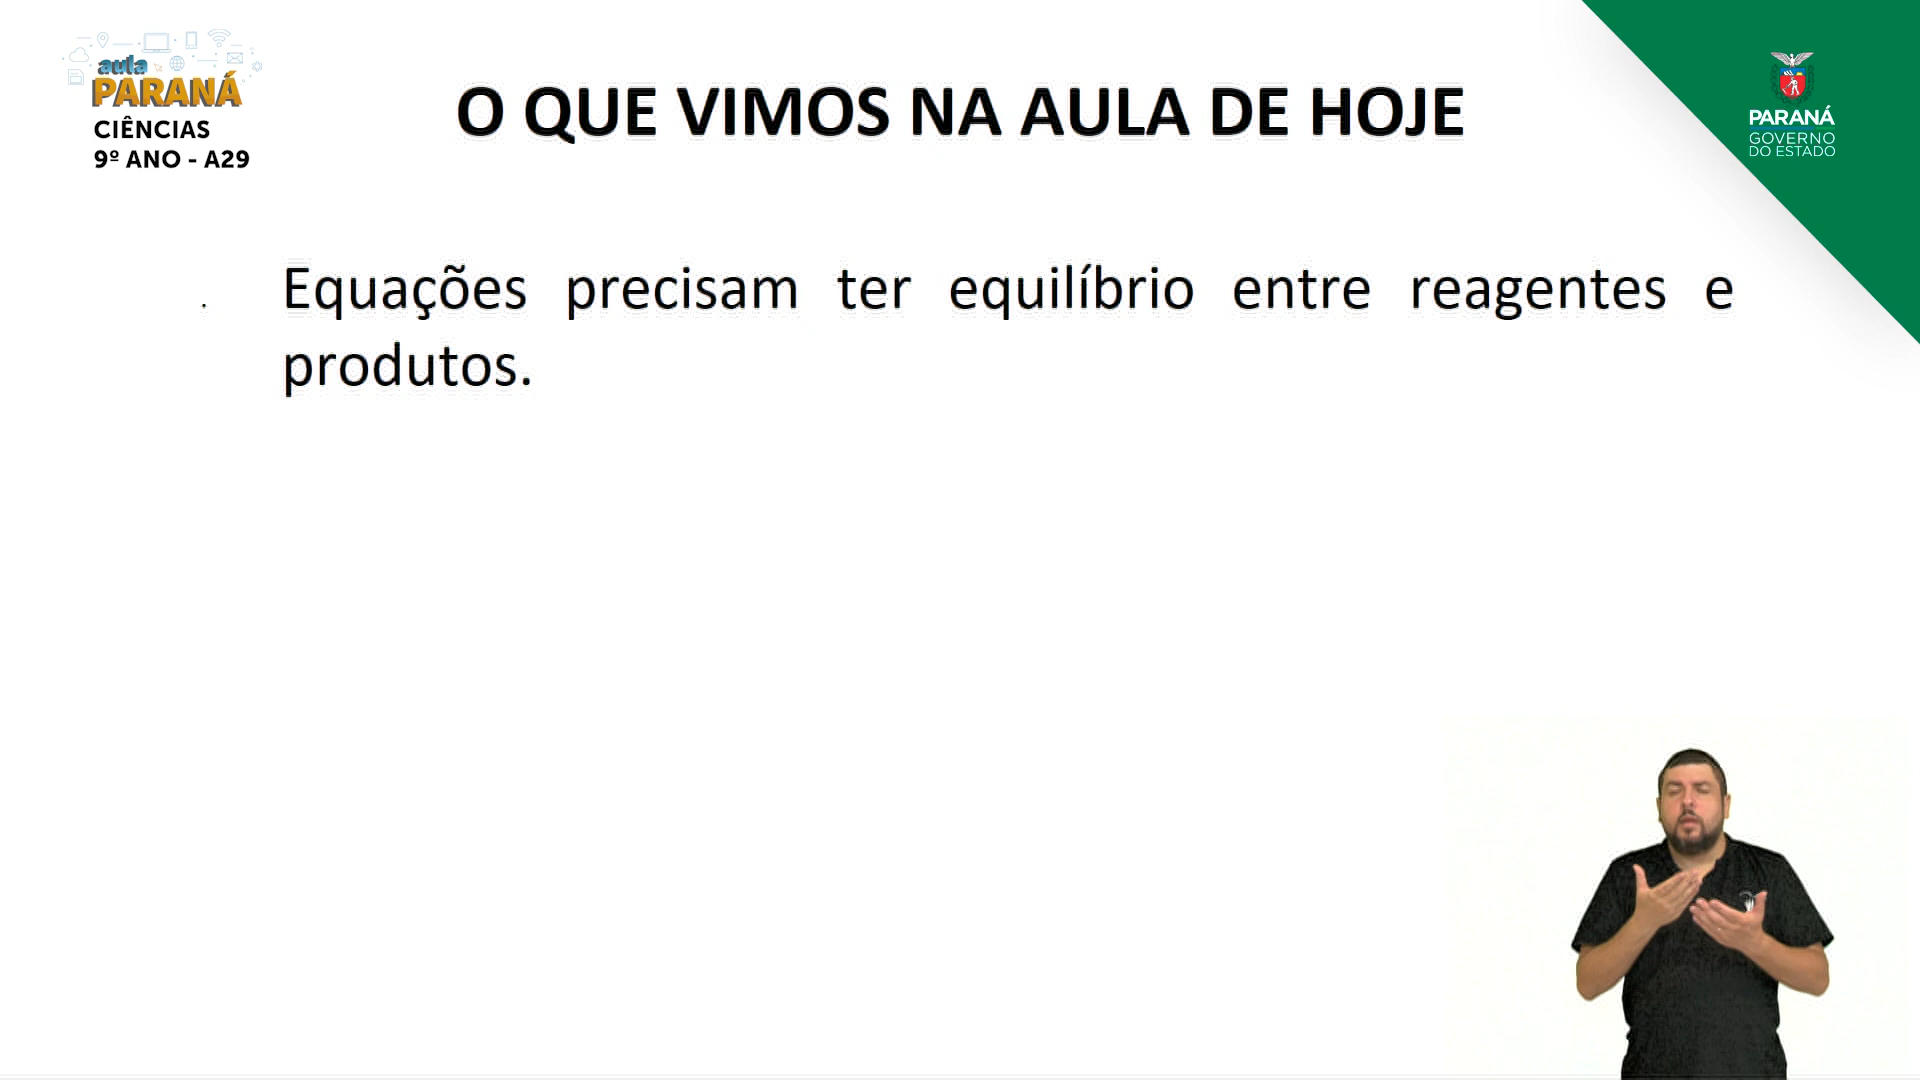 aula
PARANÁ
CIÊNCIAS
9º ANO - A29
O QUE VIMOS NA AULA DE HOJE
PARANÁ
GOVERNO
DO ESTADO
. Equações precisam ter equilíbrio entre reagentes e
produtos.